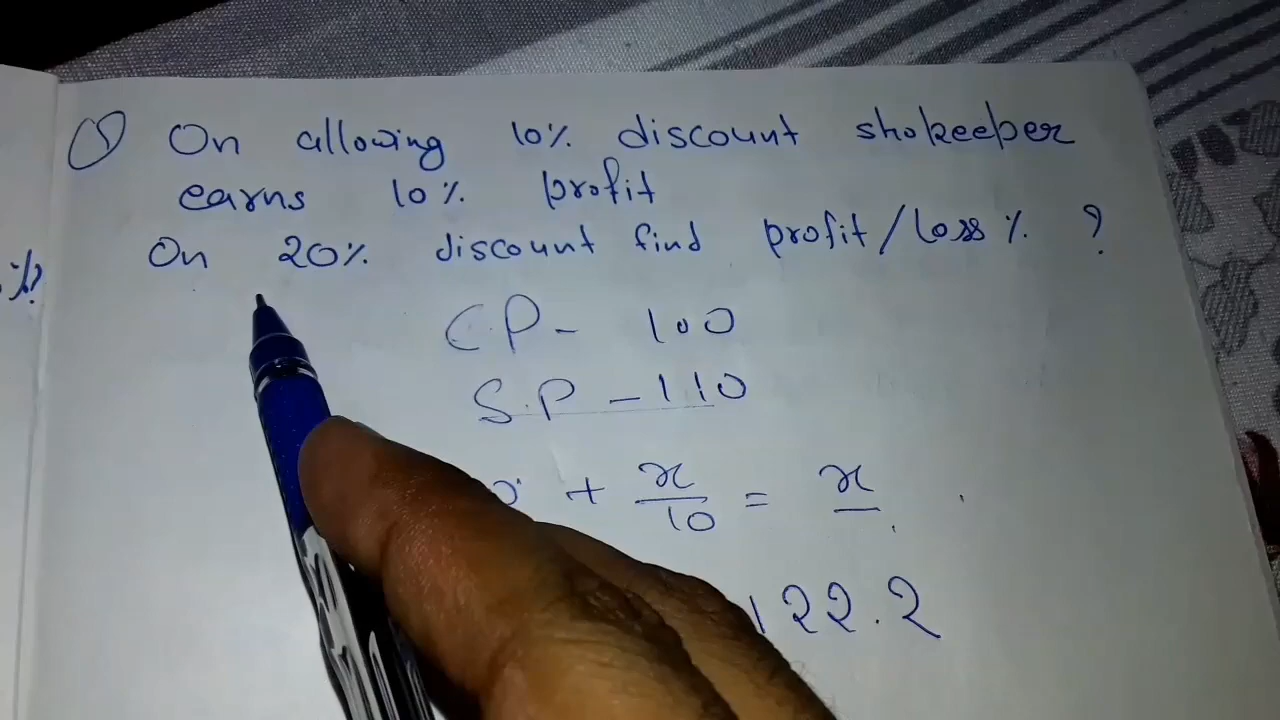 ① On allowing 10% discount shokeeper
earns 10% profit
On 20% discount find profit/loss % ?
C.P - 100
S.P - 110
+ x/10 = x
122.2